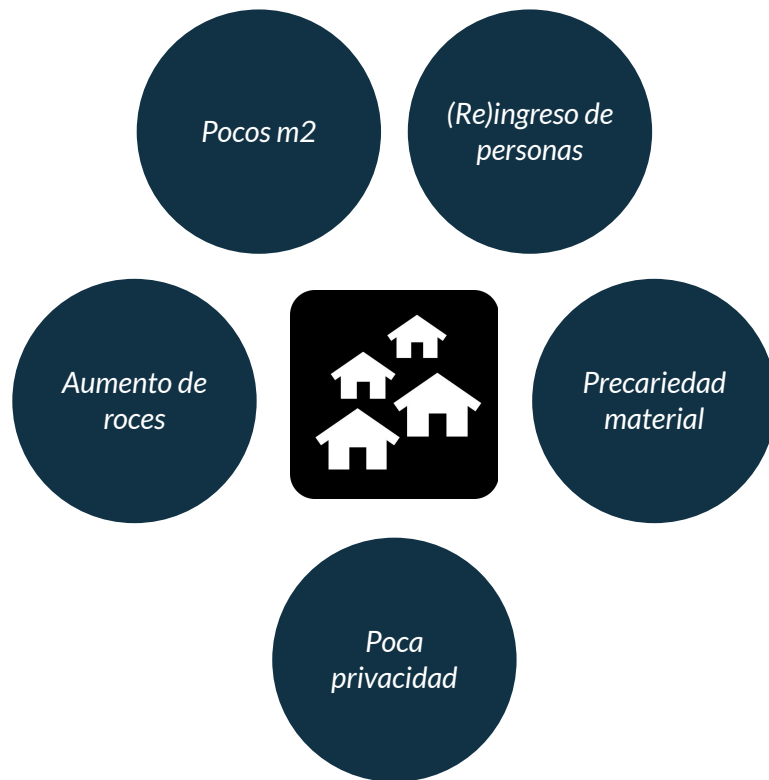 Pocos m2
(Re)ingreso de
personas
Aumento de
roces
Precariedad
material
Poca
privacidad